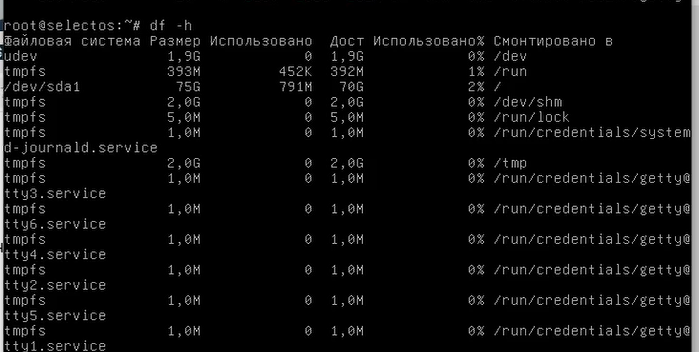 root@selectos:~# df -h
Файловая система Размер Использовано Дост Использовано% Смонтировано в
udev 1,9G 0 1,9G 0% /dev
tmpfs 393M 452K 392M 1% /run
/dev/sda1 75G 791M 70G 2% /
tmpfs 2,0G 0 2,0G 0% /dev/shm
tmpfs 5,0M 0 5,0M 0% /run/lock
tmpfs 1,0M 0 1,0M 0% /run/credentials/system
d-journald.service
tmpfs 2,0G 0 2,0G 0% /tmp
tmpfs 1,0M 0 1,0M 0% /run/credentials/getty@
tty3.service
tmpfs 1,0M 0 1,0M 0% /run/credentials/getty@
tty6.service
tmpfs 1,0M 0 1,0M 0% /run/credentials/getty@
tty4.service
tmpfs 1,0M 0 1,0M 0% /run/credentials/getty@
tty2.service
tmpfs 1,0M 0 1,0M 0% /run/credentials/getty@
tty5.service
tmpfs 1,0M 0 1,0M 0% /run/credentials/getty@
tty1.service